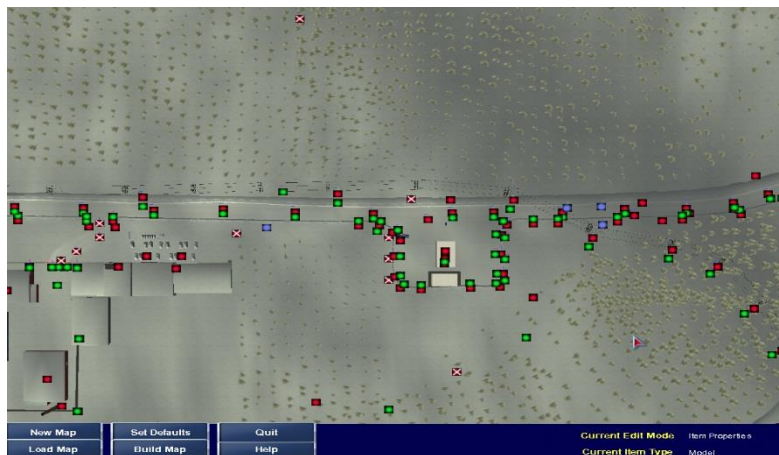 New Map Set Defaults Quit
Current Edit Mode Item Properties
Load Map Build Map Help
Current Item Type Model